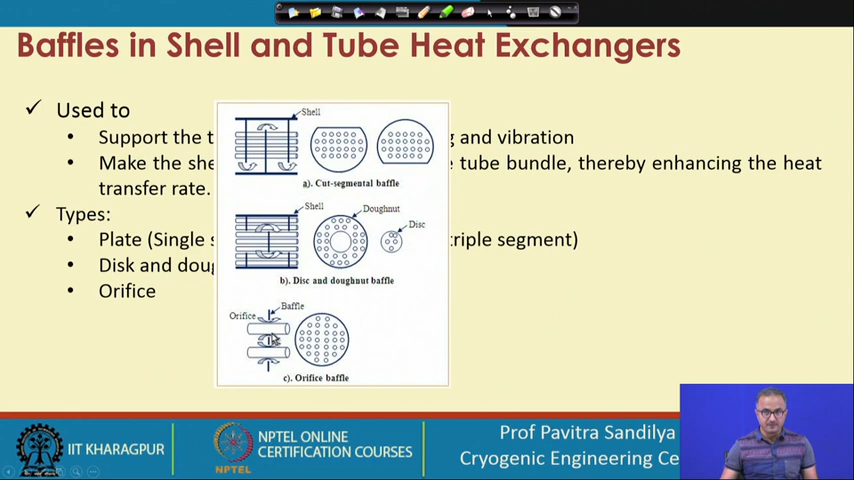 Baffles in Shell and Tube Heat Exchangers
Used to
Support the t
g and vibration
Make the she
e tube bundle, thereby enhancing the heat
transfer rate.
Types:
Plate (Single s
triple segment)
Disk and doug
Orifice
Shell
a). Cut-segmental baffle
Shell
Doughnut
Disc
b). Disc and doughnut baffle
Baffle
Orifice
c). Orifice baffle
IIT KHARAGPUR
NPTEL
NPTEL ONLINE
CERTIFICATION COURSES
Prof Pavitra Sandilya
Cryogenic Engineering Ce